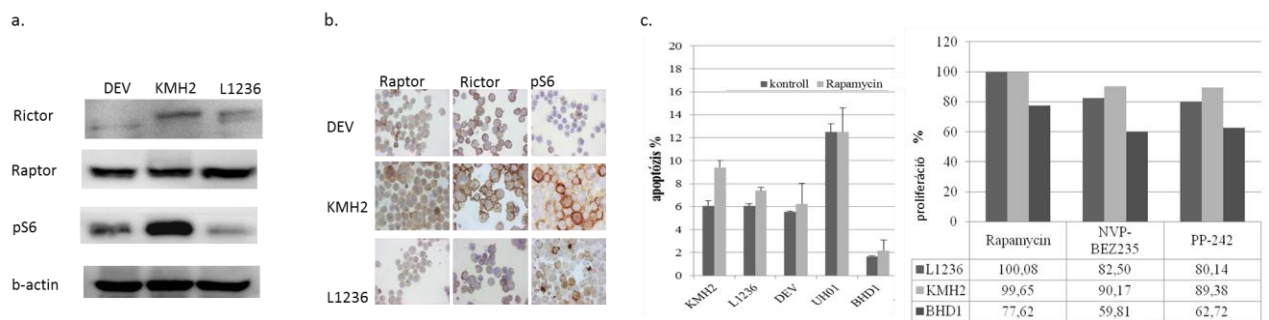 a.
DEV KMH2 L1236
Rictor
Raptor
pS6
b-actin
b.
Raptor Rictor pS6
DEV
KMH2
L1236
c.
apoptózis %
20
18
16
14
12
10
8
6
4
2
0
kontroll Rapamycin
KMH2 L1236 DEV UH01 BHD1
proliferáció %
120
100
80
60
40
20
0
Rapamycin NVP-BEZ235 PP-242
L1236 100,08 82,50 80,14
KMH2 99,65 90,17 89,38
BHD1 77,62 59,81 62,72